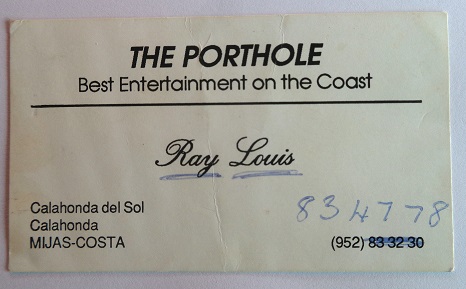 THE PORTHOLE
Best Entertainment on the Coast
Ray Louis
Calahonda del Sol
Calahonda
MIJAS-COSTA
834778
(952) 83 32 30